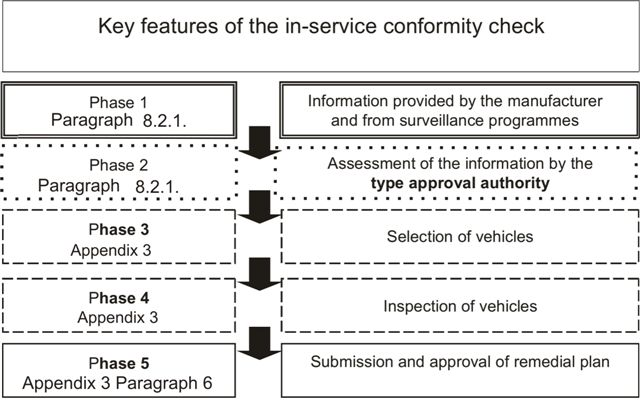 Key features of the in-service conformity check
Phase 1
Paragraph 8.2.1.
Information provided by the manufacturer
and from surveillance programmes
Phase 2
Paragraph 8.2.1.
Assessment of the information by the
type approval authority
Phase 3
Appendix 3
Selection of vehicles
Phase 4
Appendix 3
Inspection of vehicles
Phase 5
Appendix 3 Paragraph 6
Submission and approval of remedial plan